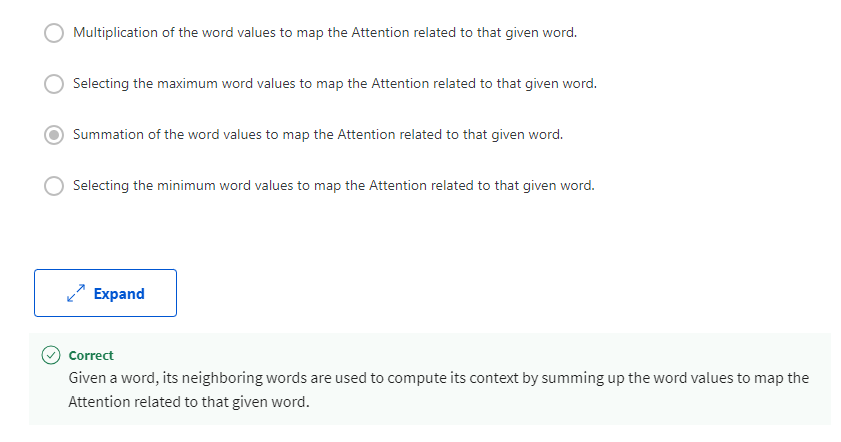 Multiplication of the word values to map the Attention related to that given word.
Selecting the maximum word values to map the Attention related to that given word.
Summation of the word values to map the Attention related to that given word.
Selecting the minimum word values to map the Attention related to that given word.
Expand
Correct
Given a word, its neighboring words are used to compute its context by summing up the word values to map the
Attention related to that given word.